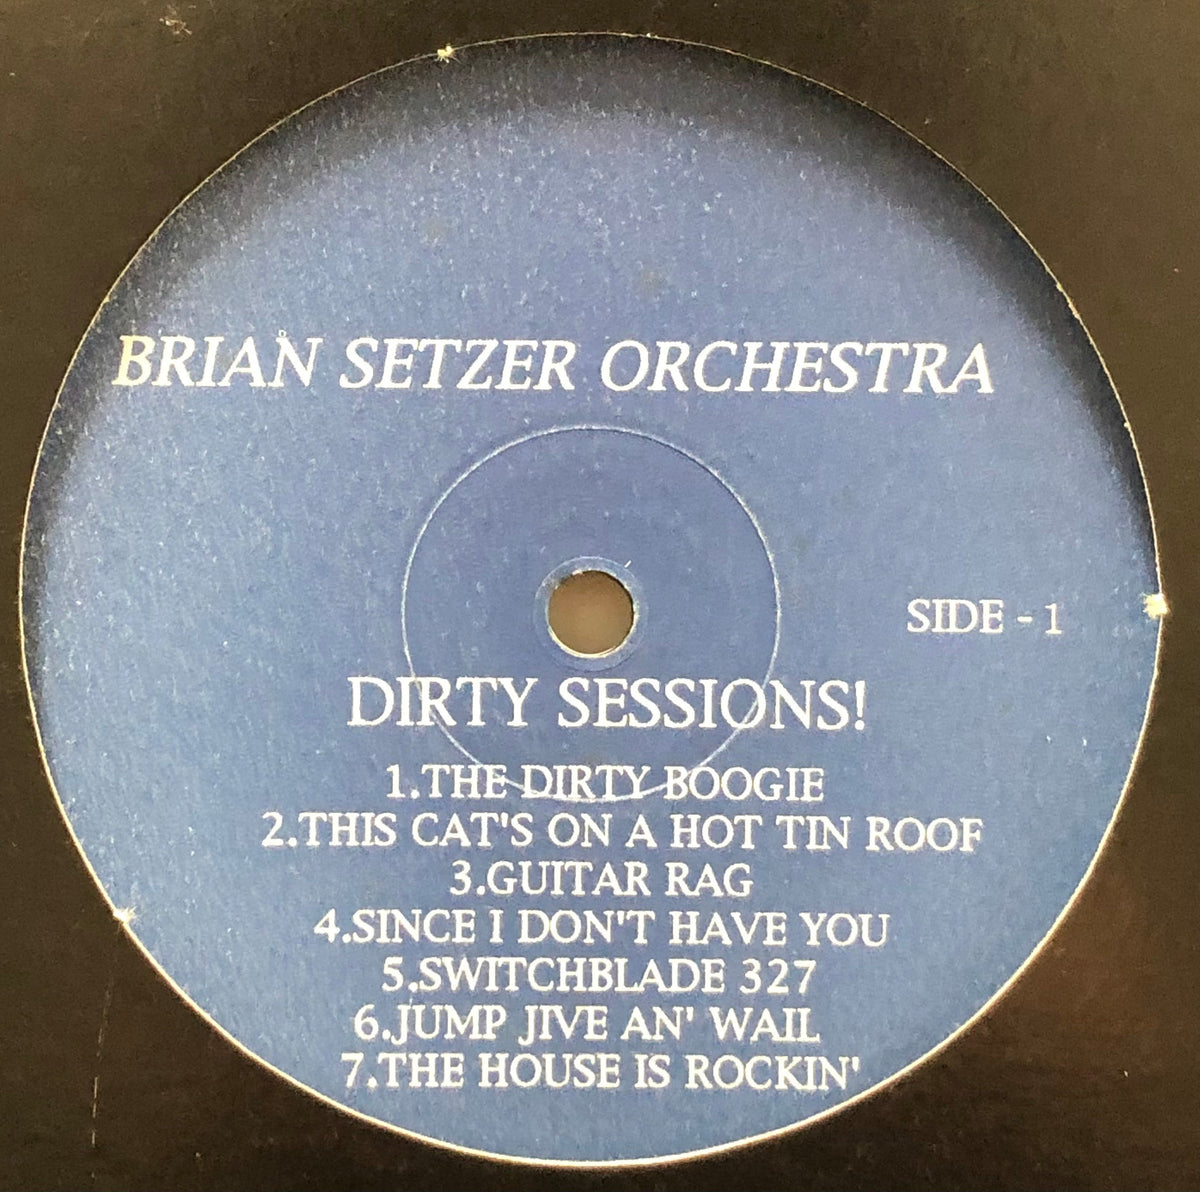 BRIAN SETZER ORCHESTRA
SIDE - 1
DIRTY SESSIONS!
1.THE DIRTY BOOGIE
2.THIS CAT'S ON A HOT TIN ROOF
3.GUITAR RAG
4.SINCE I DON'T HAVE YOU
5.SWITCHBLADE 327
6.JUMP JIVE AN' WAIL
7.THE HOUSE IS ROCKIN'